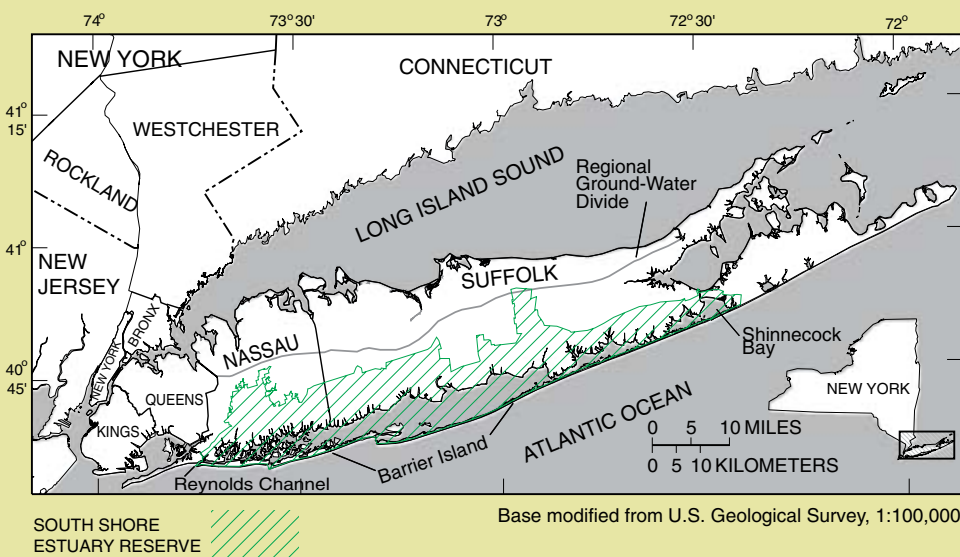 74° 73° 30' 73° 72° 30' 72°
NEW YORK
CONNECTICUT
41°
15'
WESTCHESTER
ROCKLAND
LONG ISLAND SOUND
Regional
Ground-Water
Divide
41°
NEW
JERSEY
SUFFOLK
BRONX
NEW YORK
NASSAU
Shinnecock
Bay
40°
45'
QUEENS
KINGS
NEW YORK
ATLANTIC OCEAN
0 5 10 MILES
0 5 10 KILOMETERS
Barrier Island
Reynolds Channel
SOUTH SHORE
ESTUARY RESERVE
Base modified from U.S. Geological Survey, 1:100,000